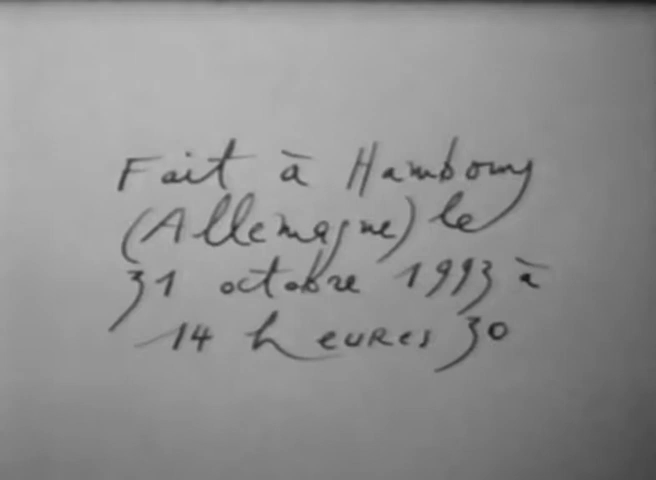 Fait à Hambourg
(Allemagne) le
31 octobre 1993 à
14 heures 30